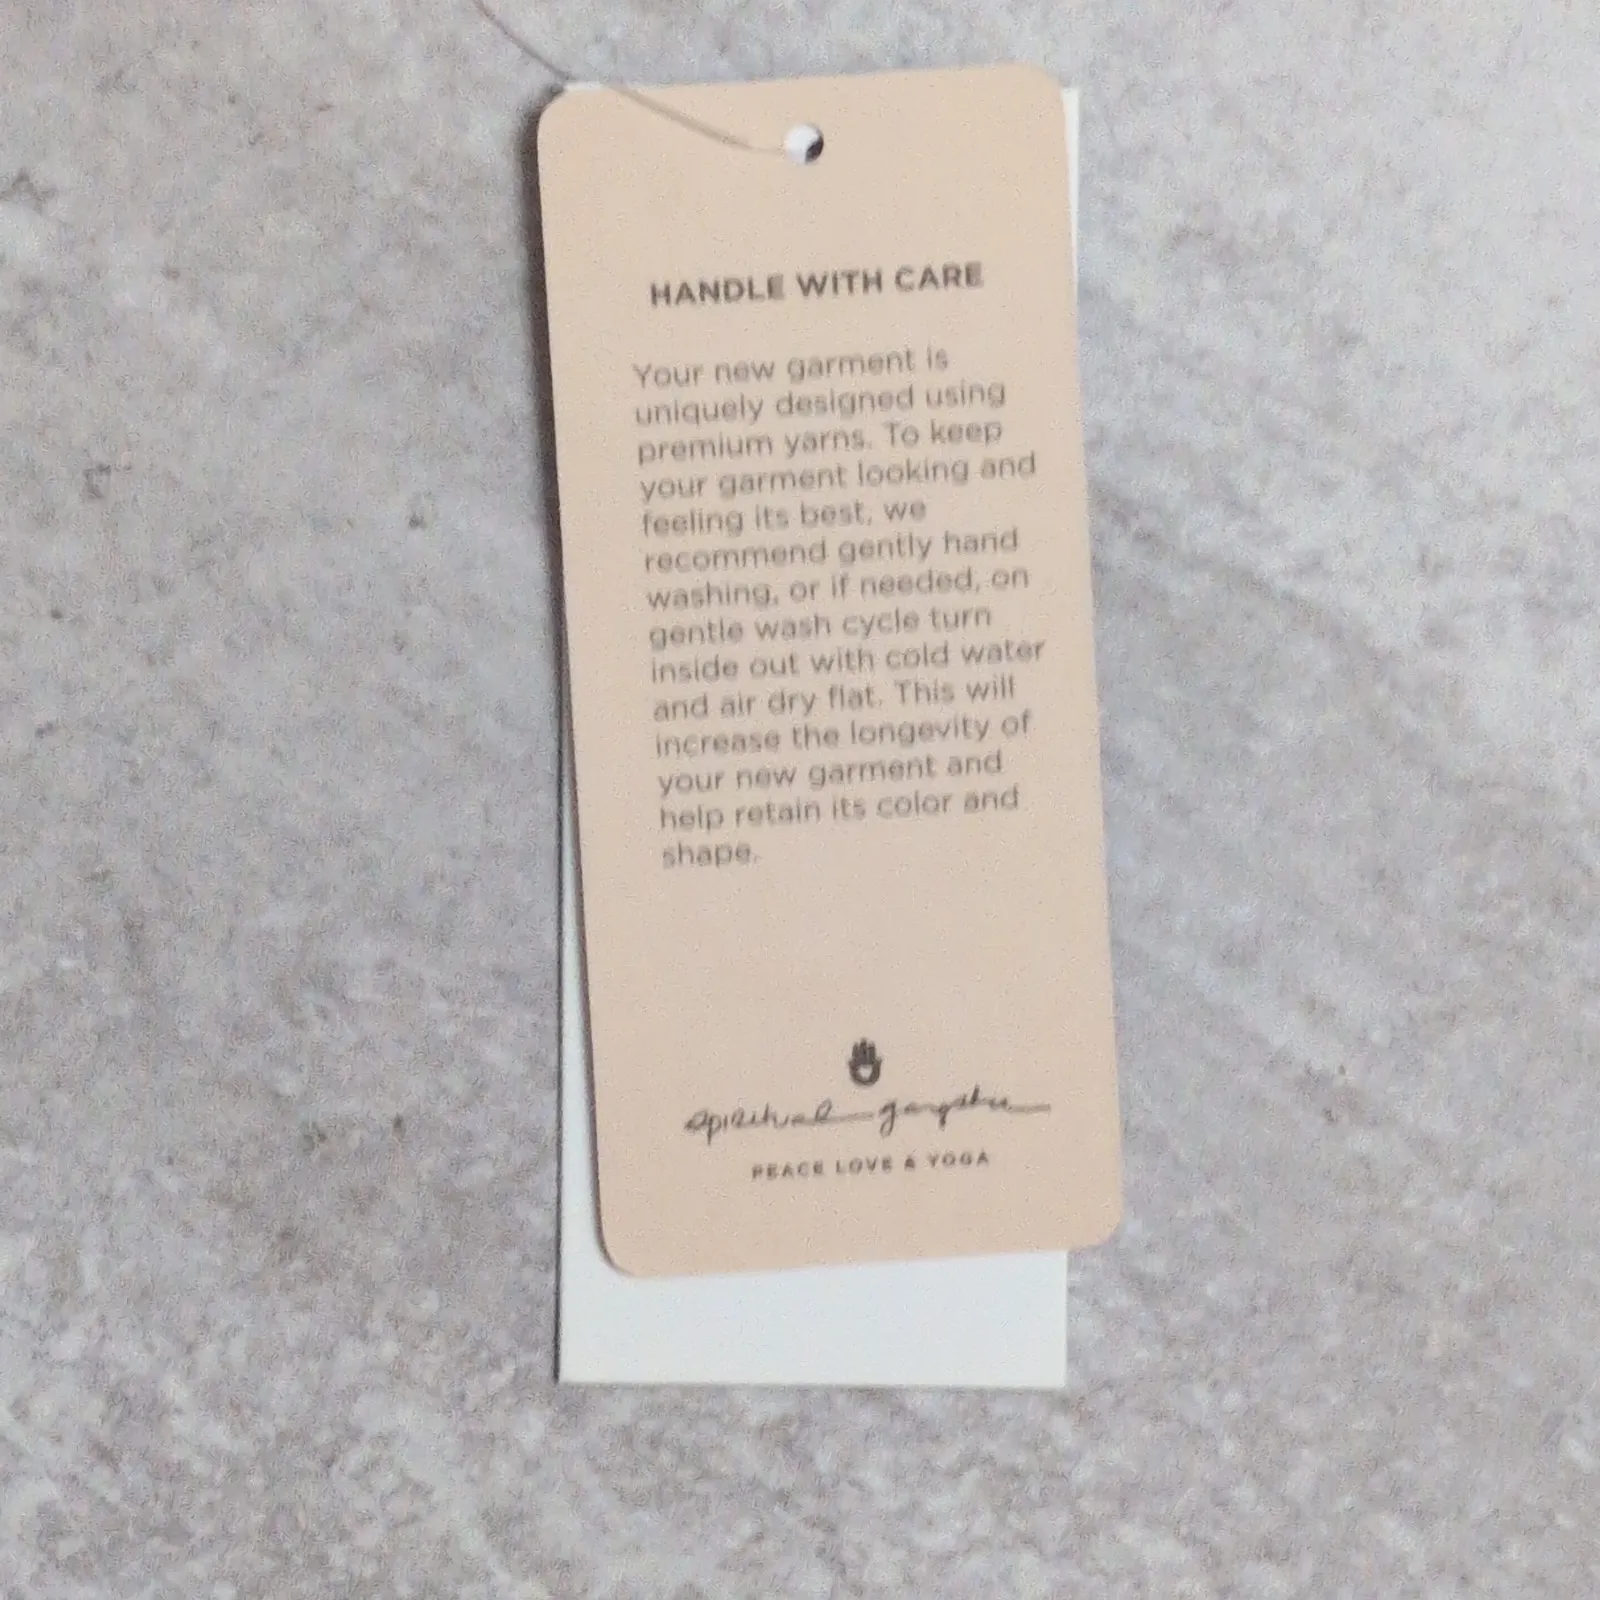 HANDLE WITH CARE
Your new garment is
uniquely designed using
premium yarns. To keep
your garment looking and
feeling its best, we
recommend gently hand
washing, or if needed, on
gentle wash cycle turn
inside out with cold water
and air dry flat. This will
increase the longevity of
your new garment and
help retain its color and
shape.
spiritual gangster
PEACE LOVE & YOGA